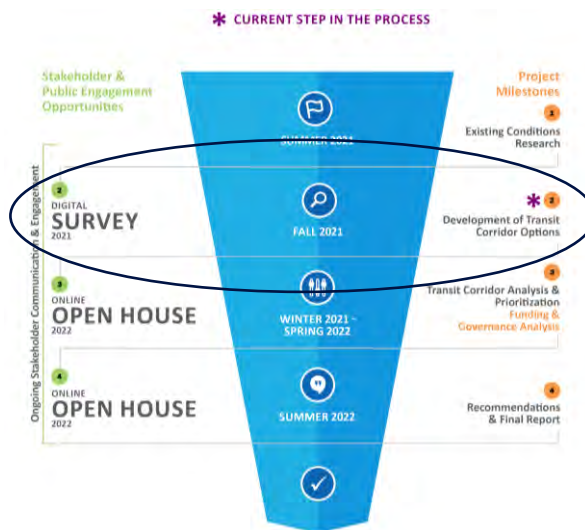 * CURRENT STEP IN THE PROCESS
Stakeholder &
Public Engagement
Opportunities
Project
Milestones
Ongoing Stakeholder Communication & Engagement
SUMMER 2021
1
Existing Conditions
Research
2
DIGITAL
SURVEY
2021
FALL 2021
* 2
Development of Transit
Corridor Options
3
ONLINE
OPEN HOUSE
2022
WINTER 2021 –
SPRING 2022
3
Transit Corridor Analysis &
Prioritization
Funding &
Governance Analysis
4
ONLINE
OPEN HOUSE
2022
SUMMER 2022
4
Recommendations
& Final Report